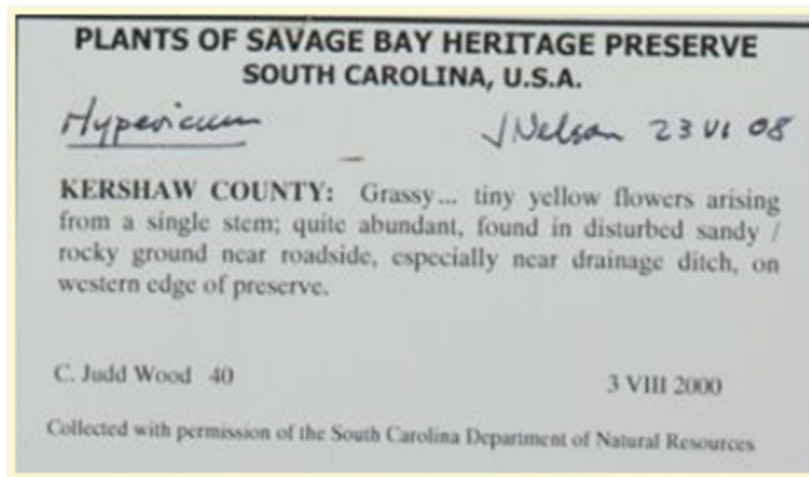 PLANTS OF SAVAGE BAY HERITAGE PRESERVE
SOUTH CAROLINA, U.S.A.
Hypericum JNelson 23 VI 08
KERSHAW COUNTY: Grassy... tiny yellow flowers arising
from a single stem; quite abundant, found in disturbed sandy /
rocky ground near roadside, especially near drainage ditch, on
western edge of preserve.
C. Judd Wood 40 3 VIII 2000
Collected with permission of the South Carolina Department of Natural Resources